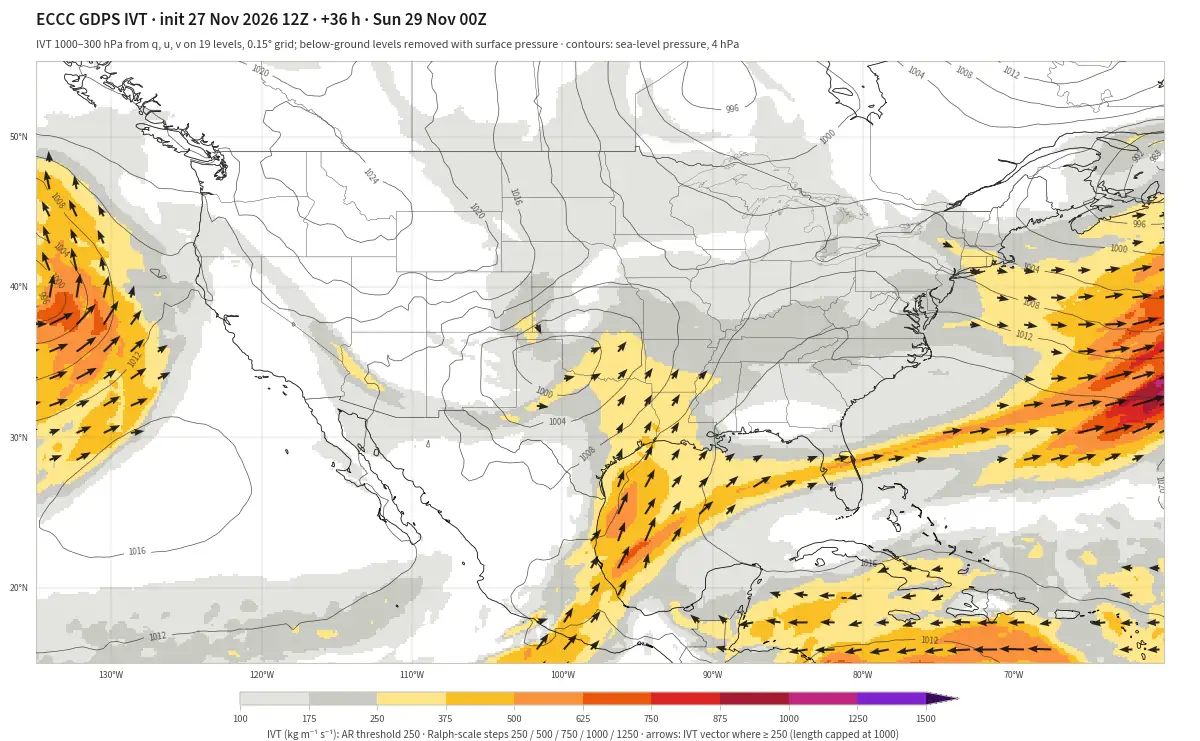 ECCC GDPS IVT · init 27 Nov 2026 12Z · +36 h · Sun 29 Nov 00Z
IVT 1000–300 hPa from q, u, v on 19 levels, 0.15° grid; below-ground levels removed with surface pressure · contours: sea-level pressure, 4 hPa
1020
1004
1008
1012
996
1000
50°N
1024
992
988
1008
1020
1016
996
1004
1000
1000
1004
40°N
996
1008
1012
1012
1000
30°N
1004
1008
1020
1016
1016
20°N
1012
1012
130°W
120°W
110°W
100°W
90°W
80°W
70°W
100
175
250
375
500
625
750
875
1000
1250
1500
IVT (kg m⁻¹ s⁻¹): AR threshold 250 · Ralph-scale steps 250 / 500 / 750 / 1000 / 1250 · arrows: IVT vector where ≥ 250 (length capped at 1000)